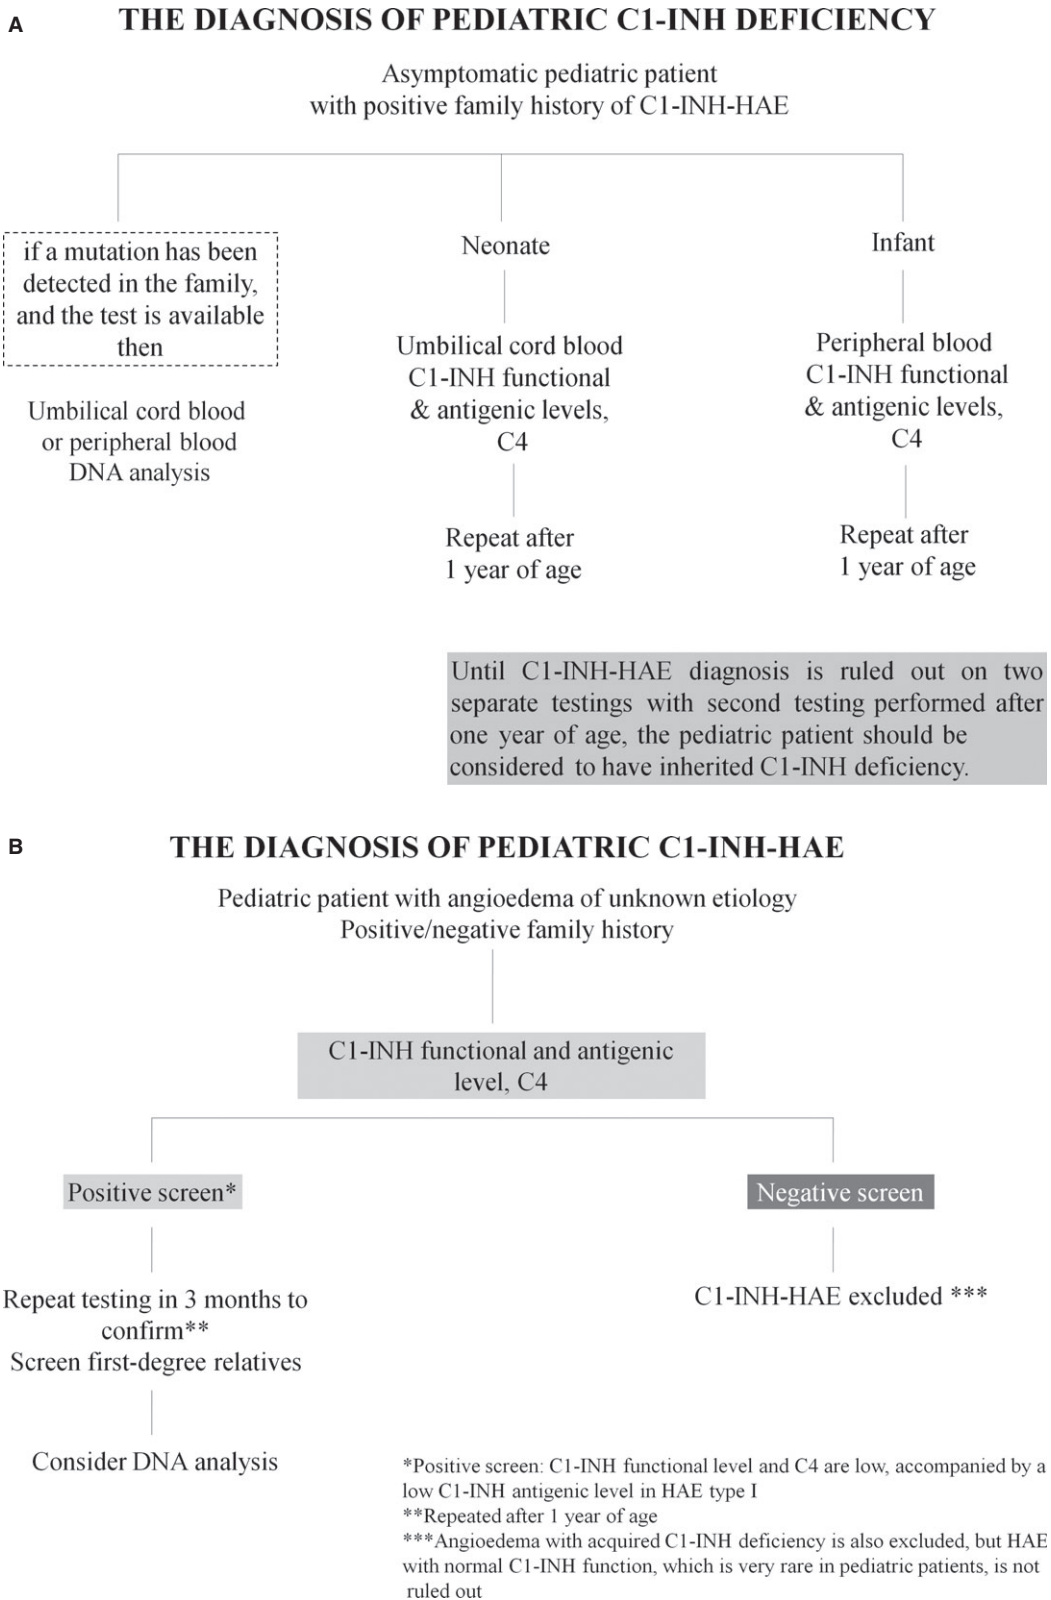 A
THE DIAGNOSIS OF PEDIATRIC C1-INH DEFICIENCY
Asymptomatic pediatric patient
with positive family history of C1-INH-HAE
if a mutation has been
detected in the family,
and the test is available
then
Umbilical cord blood
or peripheral blood
DNA analysis
Neonate
Umbilical cord blood
C1-INH functional
& antigenic levels,
C4
Repeat after
1 year of age
Infant
Peripheral blood
C1-INH functional
& antigenic levels,
C4
Repeat after
1 year of age
Until C1-INH-HAE diagnosis is ruled out on two
separate testings with second testing performed after
one year of age, the pediatric patient should be
considered to have inherited C1-INH deficiency.
B
THE DIAGNOSIS OF PEDIATRIC C1-INH-HAE
Pediatric patient with angioedema of unknown etiology
Positive/negative family history
C1-INH functional and antigenic
level, C4
Positive screen*
Repeat testing in 3 months to
confirm**
Screen first-degree relatives
Consider DNA analysis
Negative screen
C1-INH-HAE excluded ***
*Positive screen: C1-INH functional level and C4 are low, accompanied by a
low C1-INH antigenic level in HAE type I
**Repeated after 1 year of age
***Angioedema with acquired C1-INH deficiency is also excluded, but HAE
with normal C1-INH function, which is very rare in pediatric patients, is not
ruled out